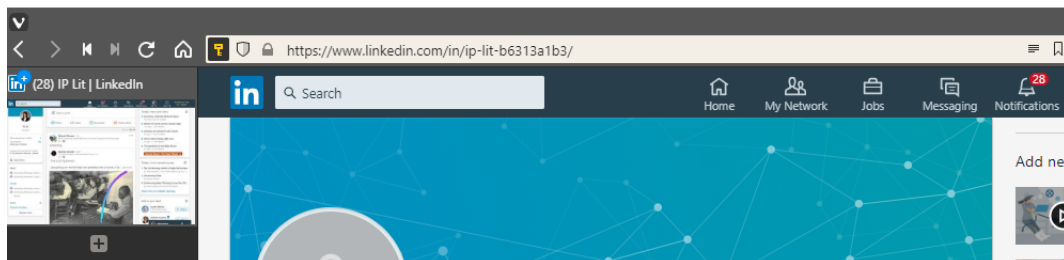 https://www.linkedin.com/in/ip-lit-b6313a1b3/
in (28) IP Lit | LinkedIn
in Search
28
Home My Network Jobs Messaging Notifications
Add ne